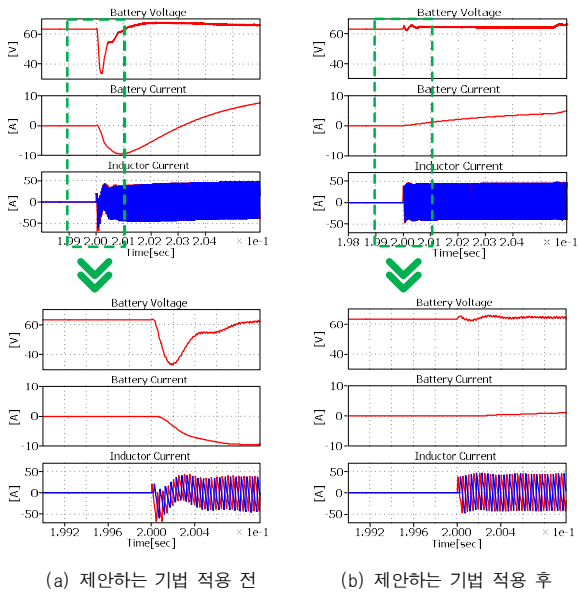 Battery Voltage
60
40
[V]
Battery Current
10
0
-10
[A]
Inductor Current
50
0
-50
[A]
1.99 2.00 2.01 2.02 2.03 2.04 × 1e-1
Time[sec]
Battery Voltage
60
40
[V]
Battery Current
10
0
-10
[A]
Inductor Current
50
0
-50
[A]
1.98 1.99 2.00 2.01 2.02 2.03 2.04 × 1e-1
Time[sec]
Battery Voltage
60
40
[V]
Battery Current
10
0
-10
[A]
Inductor Current
50
0
-50
[A]
1.992 1.996 2.000 2.004 × 1e-1
Time[sec]
Battery Voltage
60
40
[V]
Battery Current
10
0
-10
[A]
Inductor Current
50
0
-50
[A]
1.992 1.996 2.000 2.004 × 1e-1
Time[sec]
(a) 제안하는 기법 적용 전
(b) 제안하는 기법 적용 후